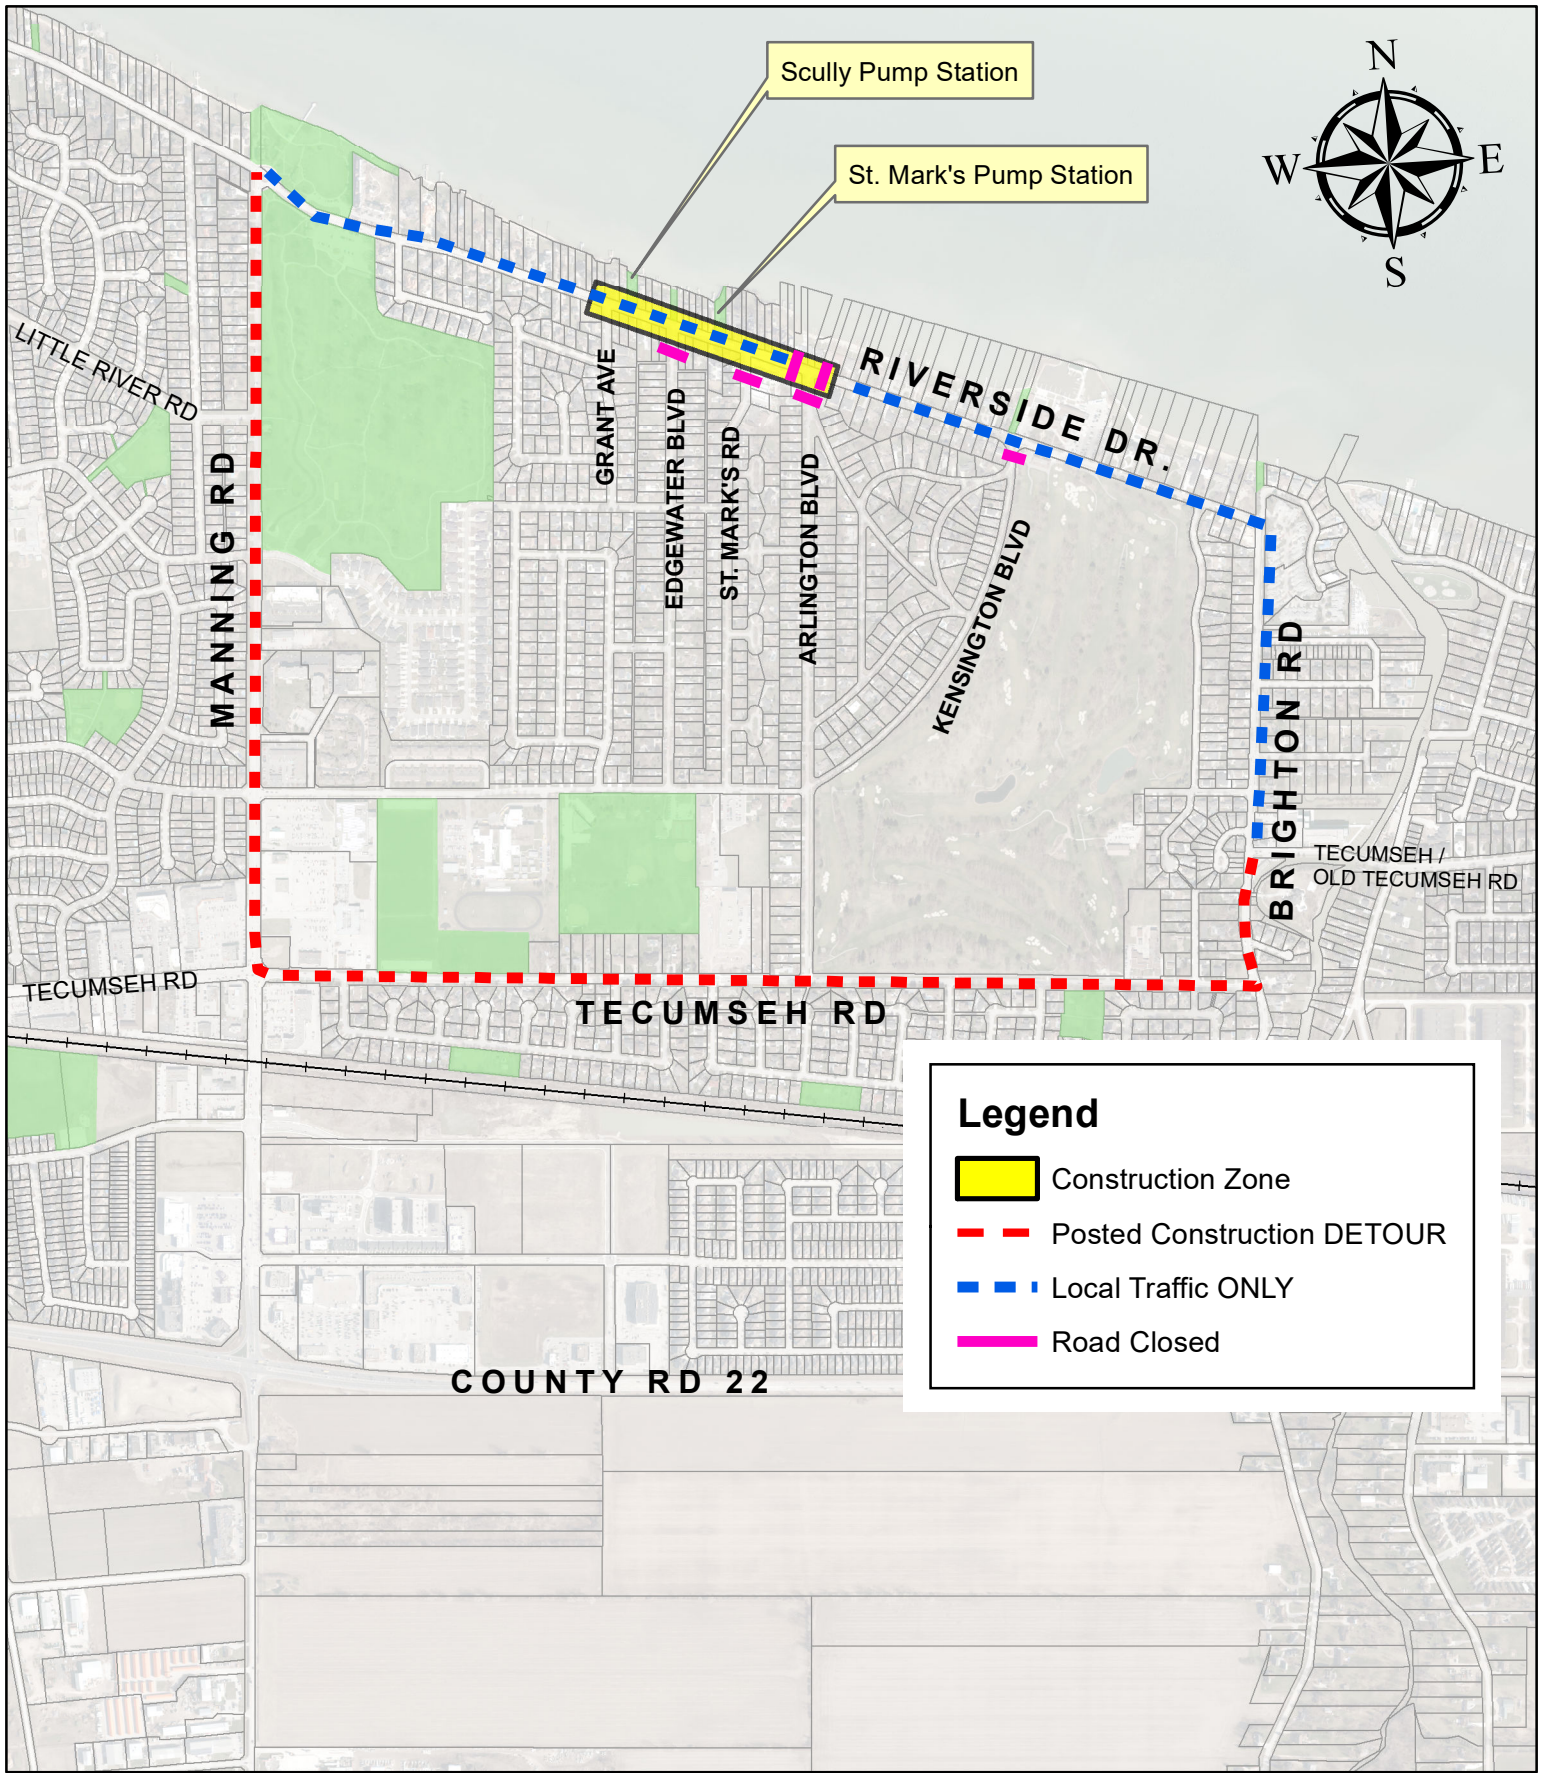 N
W
E
S
Scully Pump Station
St. Mark's Pump Station
RIVERSIDE DR.
LITTLE RIVER RD
MANNING RD
GRANT AVE
EDGEWATER BLVD
ST. MARK'S RD
ARLINGTON BLVD
KENSINGTON BLVD
BRIGHTON RD
TECUMSEH /
OLD TECUMSEH RD
TECUMSEH RD
TECUMSEH RD
Legend
Construction Zone
Posted Construction DETOUR
Local Traffic ONLY
Road Closed
COUNTY RD 22